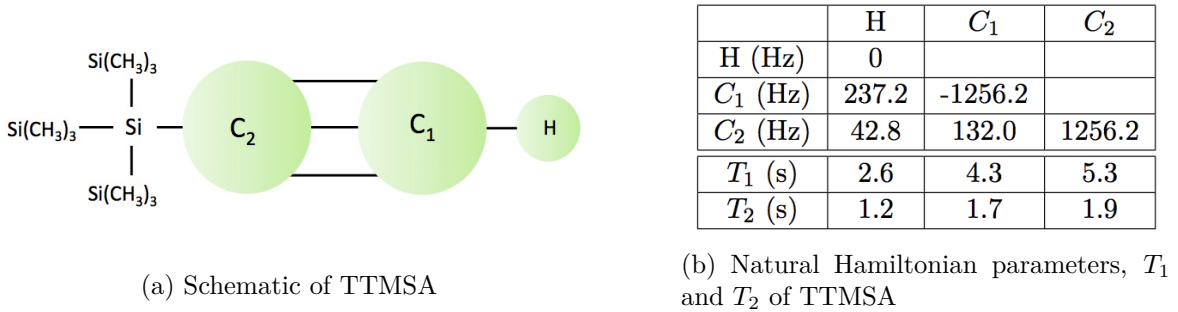 Si(CH₃)₃
Si(CH₃)₃ Si C₂ C₁ H
Si(CH₃)₃
(a) Schematic of TTMSA
H C₁ C₂
H (Hz) 0
C₁ (Hz) 237.2 -1256.2
C₂ (Hz) 42.8 132.0 1256.2
T₁ (s) 2.6 4.3 5.3
T₂ (s) 1.2 1.7 1.9
(b) Natural Hamiltonian parameters, T₁
and T₂ of TTMSA